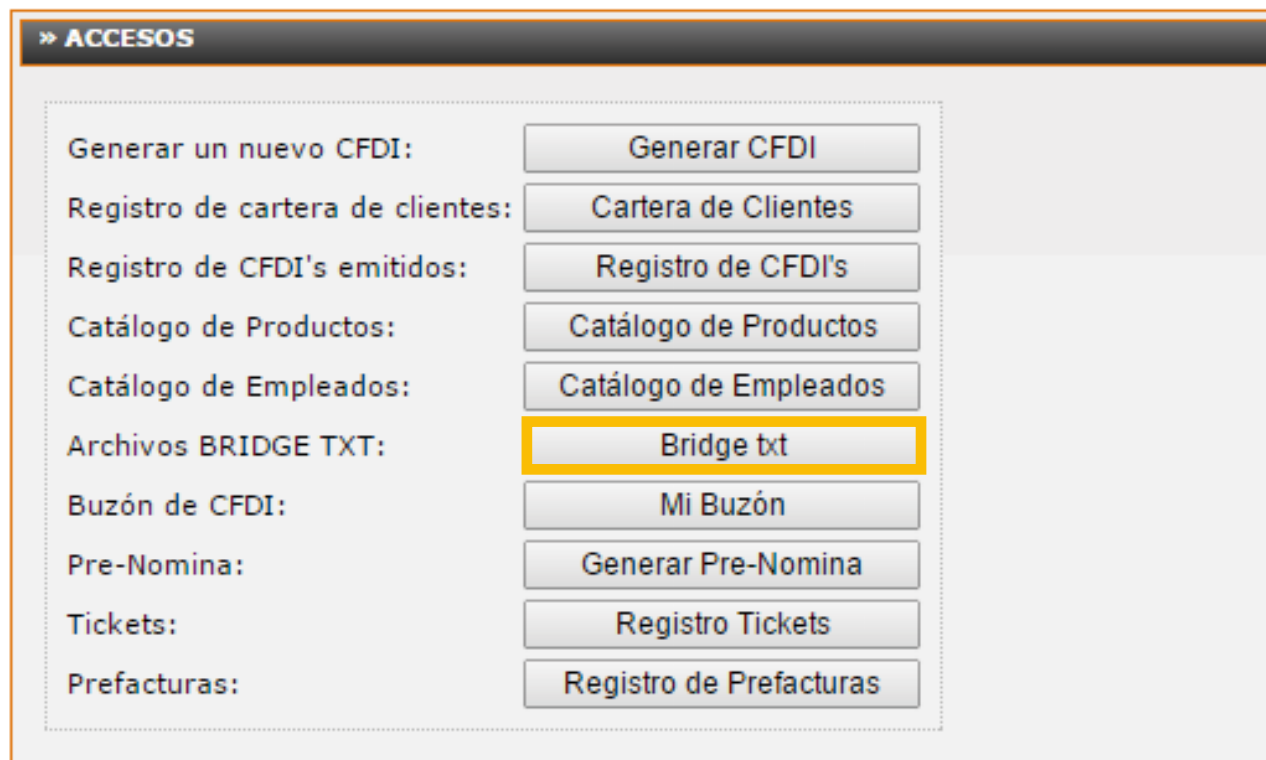 » ACCESOS
Generar un nuevo CFDI: Generar CFDI
Registro de cartera de clientes: Cartera de Clientes
Registro de CFDI's emitidos: Registro de CFDI's
Catálogo de Productos: Catálogo de Productos
Catálogo de Empleados: Catálogo de Empleados
Archivos BRIDGE TXT: Bridge txt
Buzón de CFDI: Mi Buzón
Pre-Nomina: Generar Pre-Nomina
Tickets: Registro Tickets
Prefacturas: Registro de Prefacturas